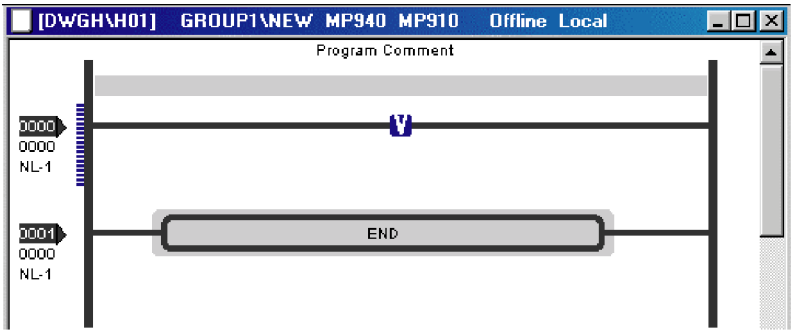 [DWGH\H01] GROUP1\NEW MP940 MP910 Offline Local
Program Comment
0000
0000
NL-1
V
0001
0000
NL-1
END